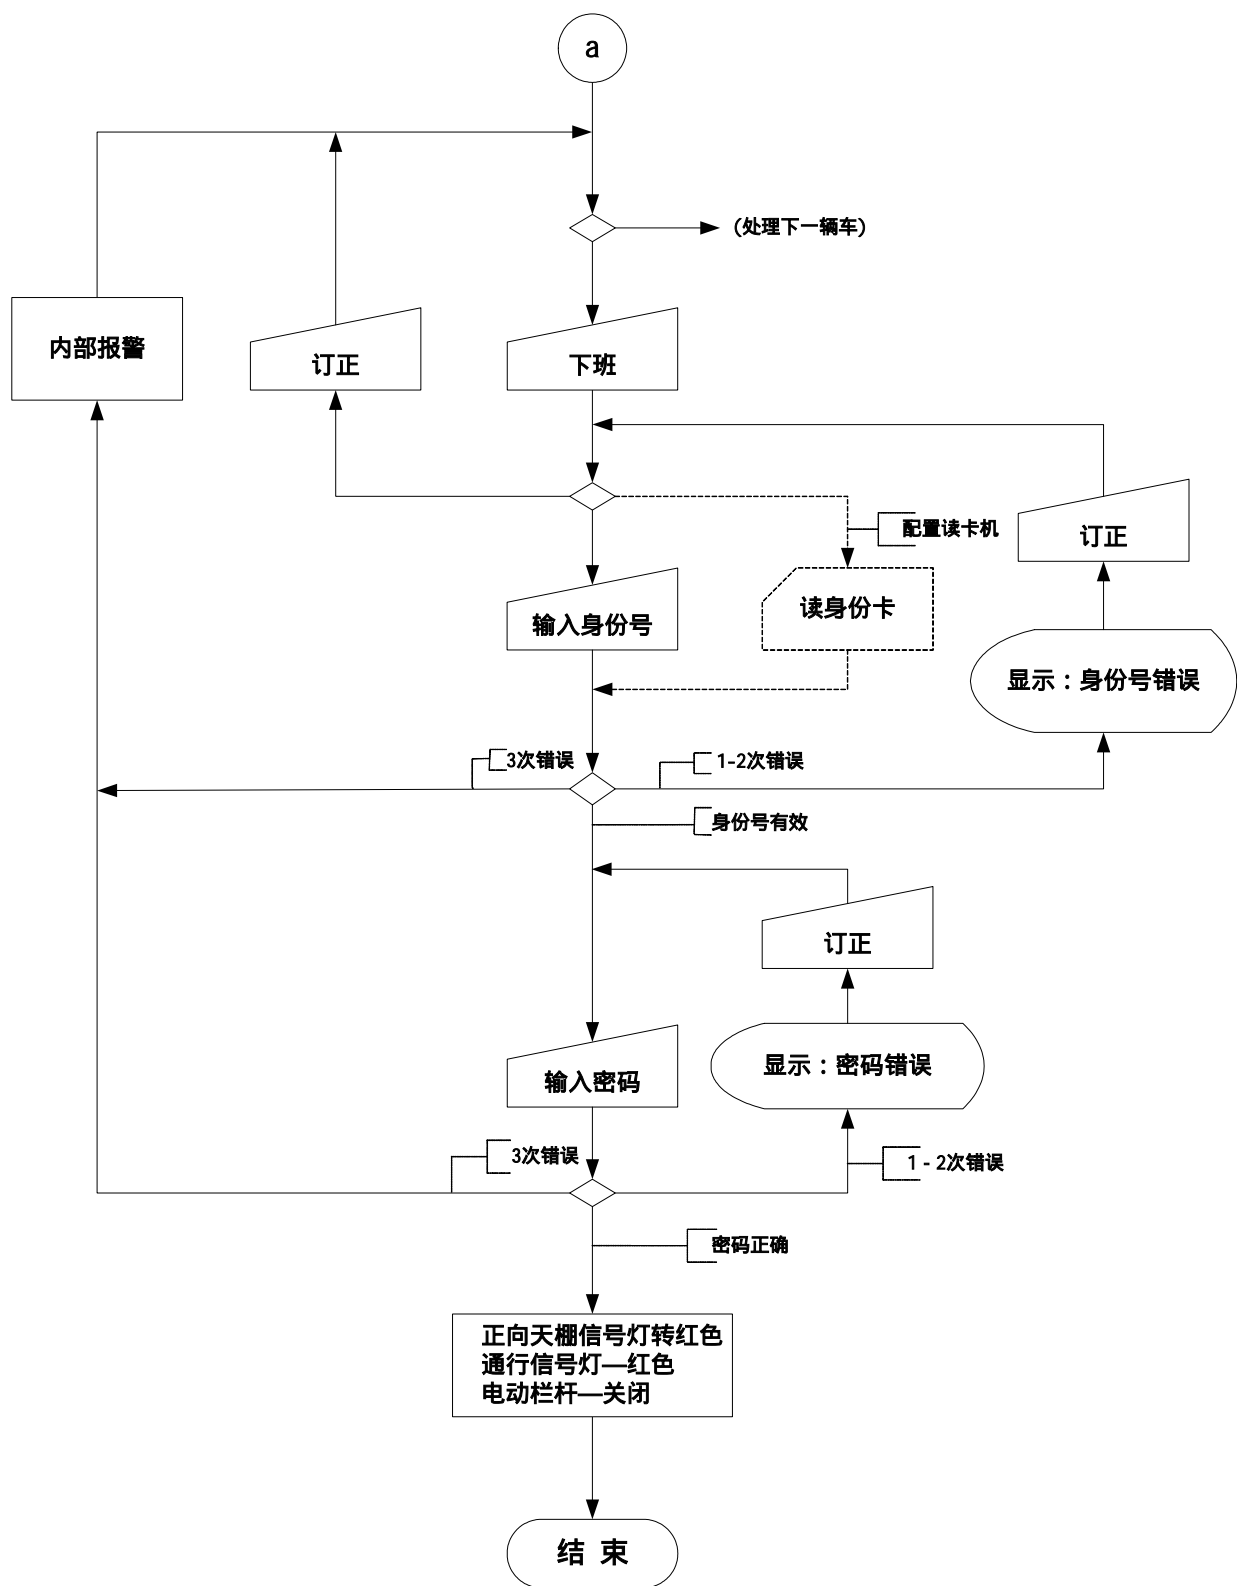 a
(处理下一辆车)
内部报警
订正
下班
配置读卡机
订正
读身份卡
输入身份号
显示：身份号错误
3次错误
1-2次错误
身份号有效
订正
显示：密码错误
输入密码
3次错误
1-2次错误
密码正确
正向天棚信号灯转红色
通行信号灯—红色
电动栏杆—关闭
结 束